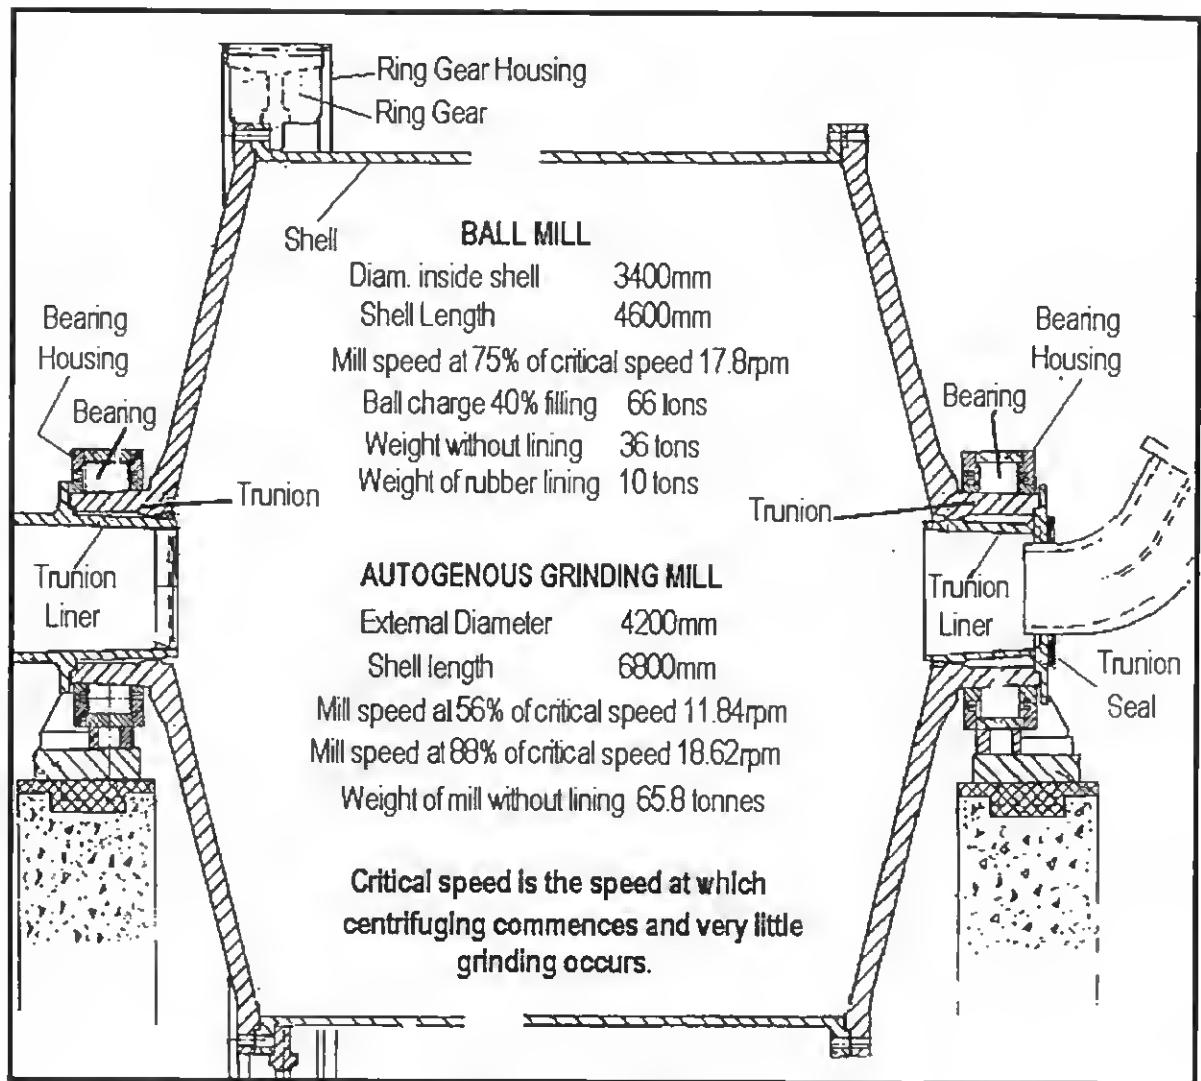 Ring Gear Housing
Ring Gear
Shell
BALL MILL
Diam. inside shell 3400mm
Shell Length 4600mm
Mill speed at 75% of critical speed 17.8rpm
Ball charge 40% filling 66 tons
Weight without lining 36 tons
Weight of rubber lining 10 tons
Bearing
Housing
Bearing
Trunion
Trunion
Liner
Bearing
Housing
Bearing
Trunion
Trunion
Liner
Trunion
Seal
AUTOGENOUS GRINDING MILL
External Diameter 4200mm
Shell length 6800mm
Mill speed at 56% of critical speed 11.84rpm
Mill speed at 88% of critical speed 18.62rpm
Weight of mill without lining 65.8 tonnes
Critical speed is the speed at which
centrifuging commences and very little
grinding occurs.